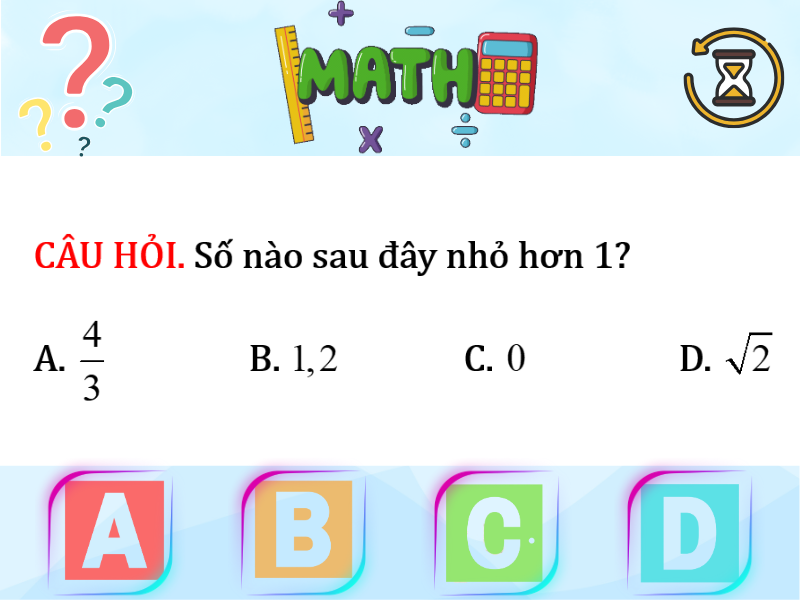 MATH
CÂU HỎI. Số nào sau đây nhỏ hơn 1?
A. 4/3 B. 1,2 C. 0 D. √2
A B C D